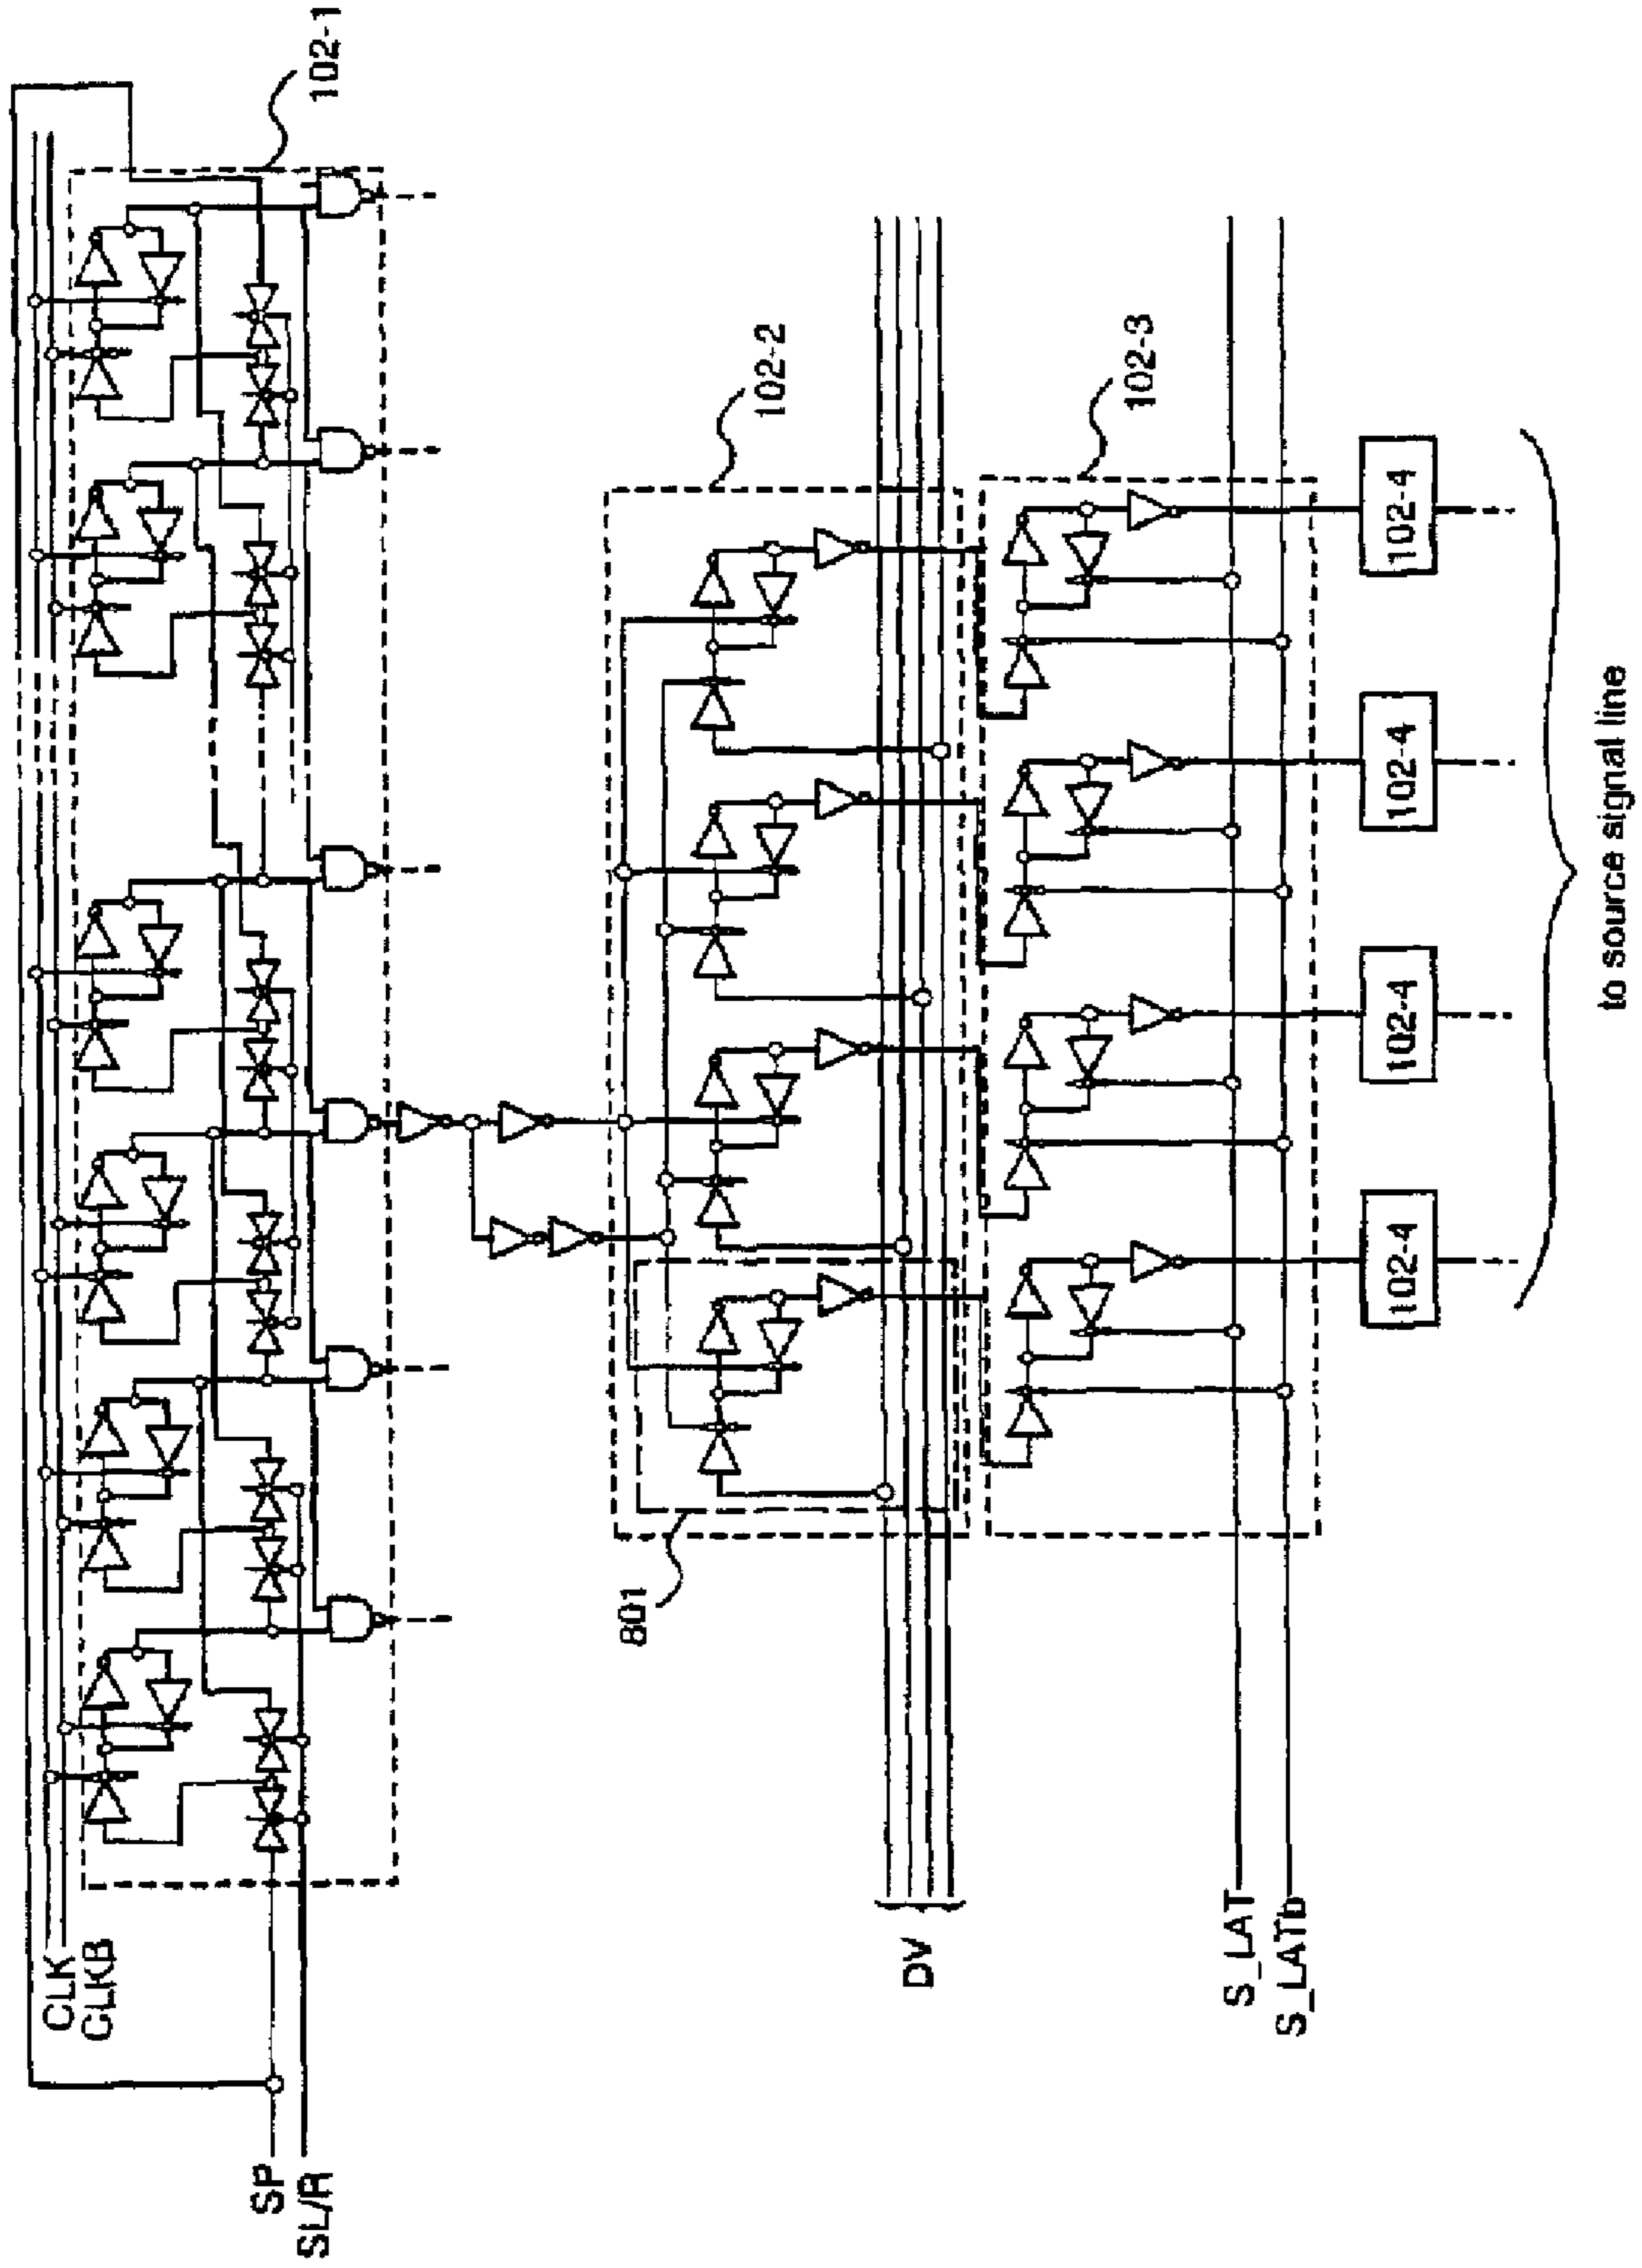 SP
SL/R
CLK
CLKB
102-1
102-2
801
DV
102-3
S_LAT
S_LATb
102-4
102-4
102-4
102-4
to source signal line